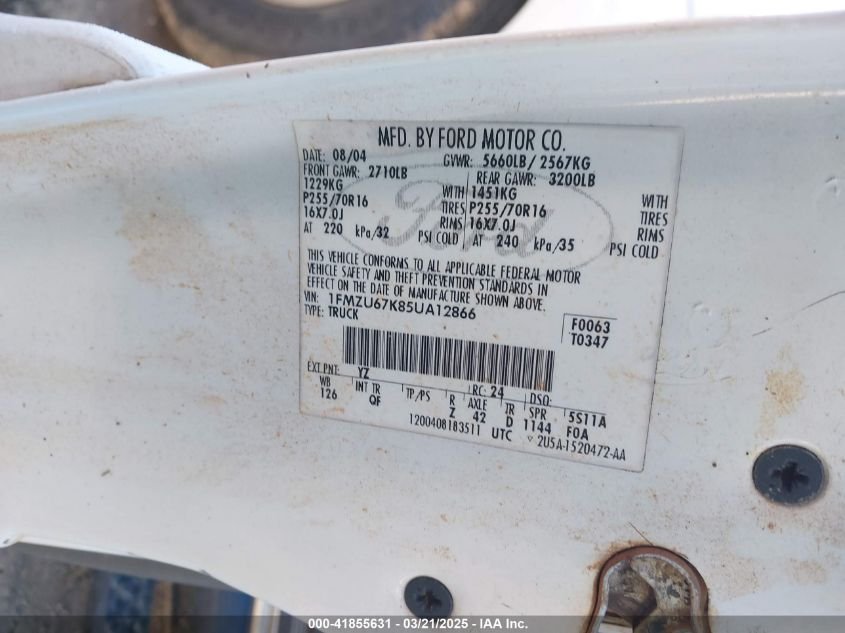 MFD. BY FORD MOTOR CO.
DATE: 08/04 GVWR: 5660LB/ 2567KG
FRONT GAWR: 2710LB REAR GAWR: 3200LB
1229KG WITH 1451KG WITH
P255/70R16 TIRES P255/70R16 TIRES
16X7.0J RIMS 16X7.0J RIMS
AT 220 kPa/32 PSI COLD AT 240 kPa/35 PSI COLD
Ford
THIS VEHICLE CONFORMS TO ALL APPLICABLE FEDERAL MOTOR
VEHICLE SAFETY AND THEFT PREVENTION STANDARDS IN
EFFECT ON THE DATE OF MANUFACTURE SHOWN ABOVE.
VIN: 1FMZU67K85UA12866
TYPE: TRUCK
F0063
T0347
EXT PNT: YZ RC: 24 DSO:
WB INT TR TP/PS R AXLE TR SPR 5S11A
126 QF Z 42 D 1144 F0A
1200408183511 UTC ▽ 2U5A-1520472-AA
000-41855631 - 03/21/2025 - IAA Inc.